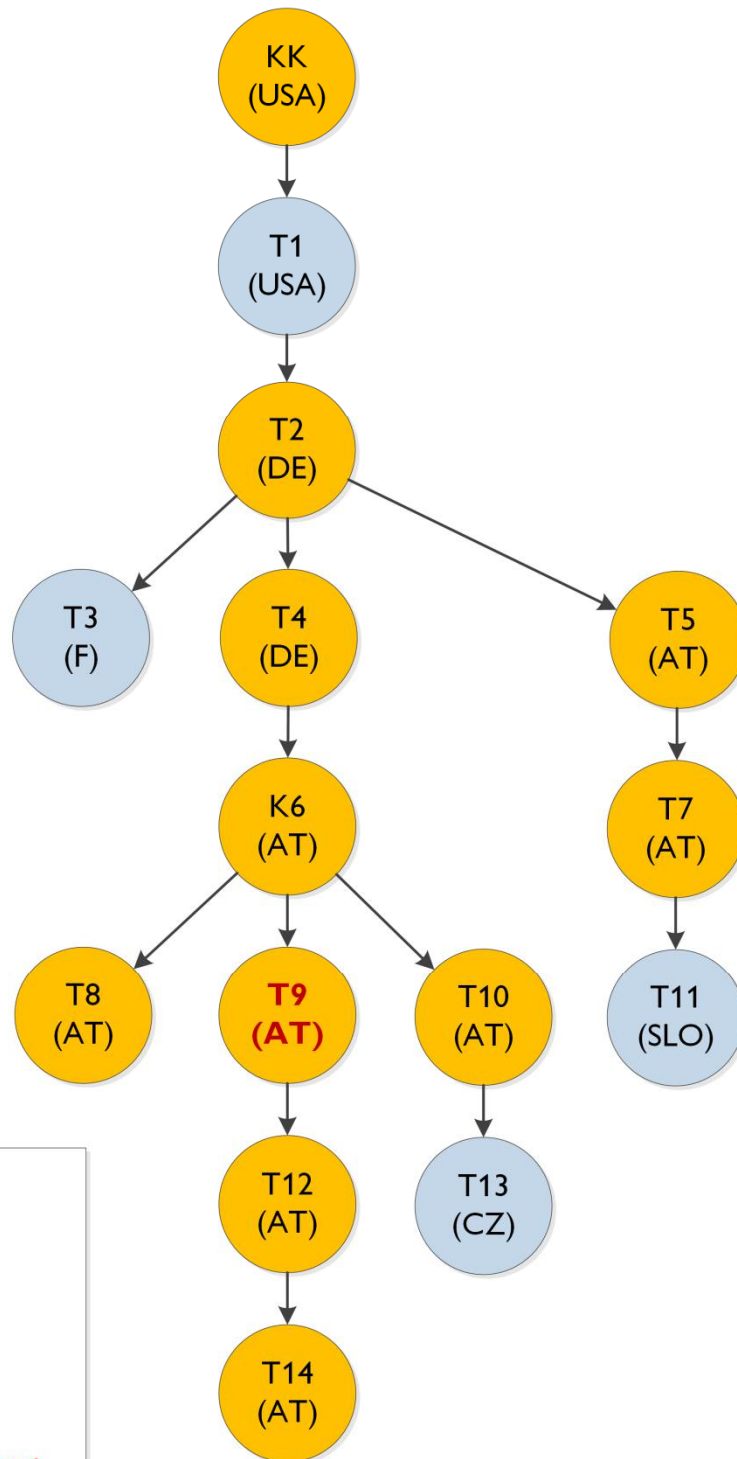 KK
(USA)
T1
(USA)
T2
(DE)
T3
(F)
T4
(DE)
T5
(AT)
K6
(AT)
T7
(AT)
T8
(AT)
T9
(AT)
T10
(AT)
T11
(SLO)
T12
(AT)
T13
(CZ)
T14
(AT)